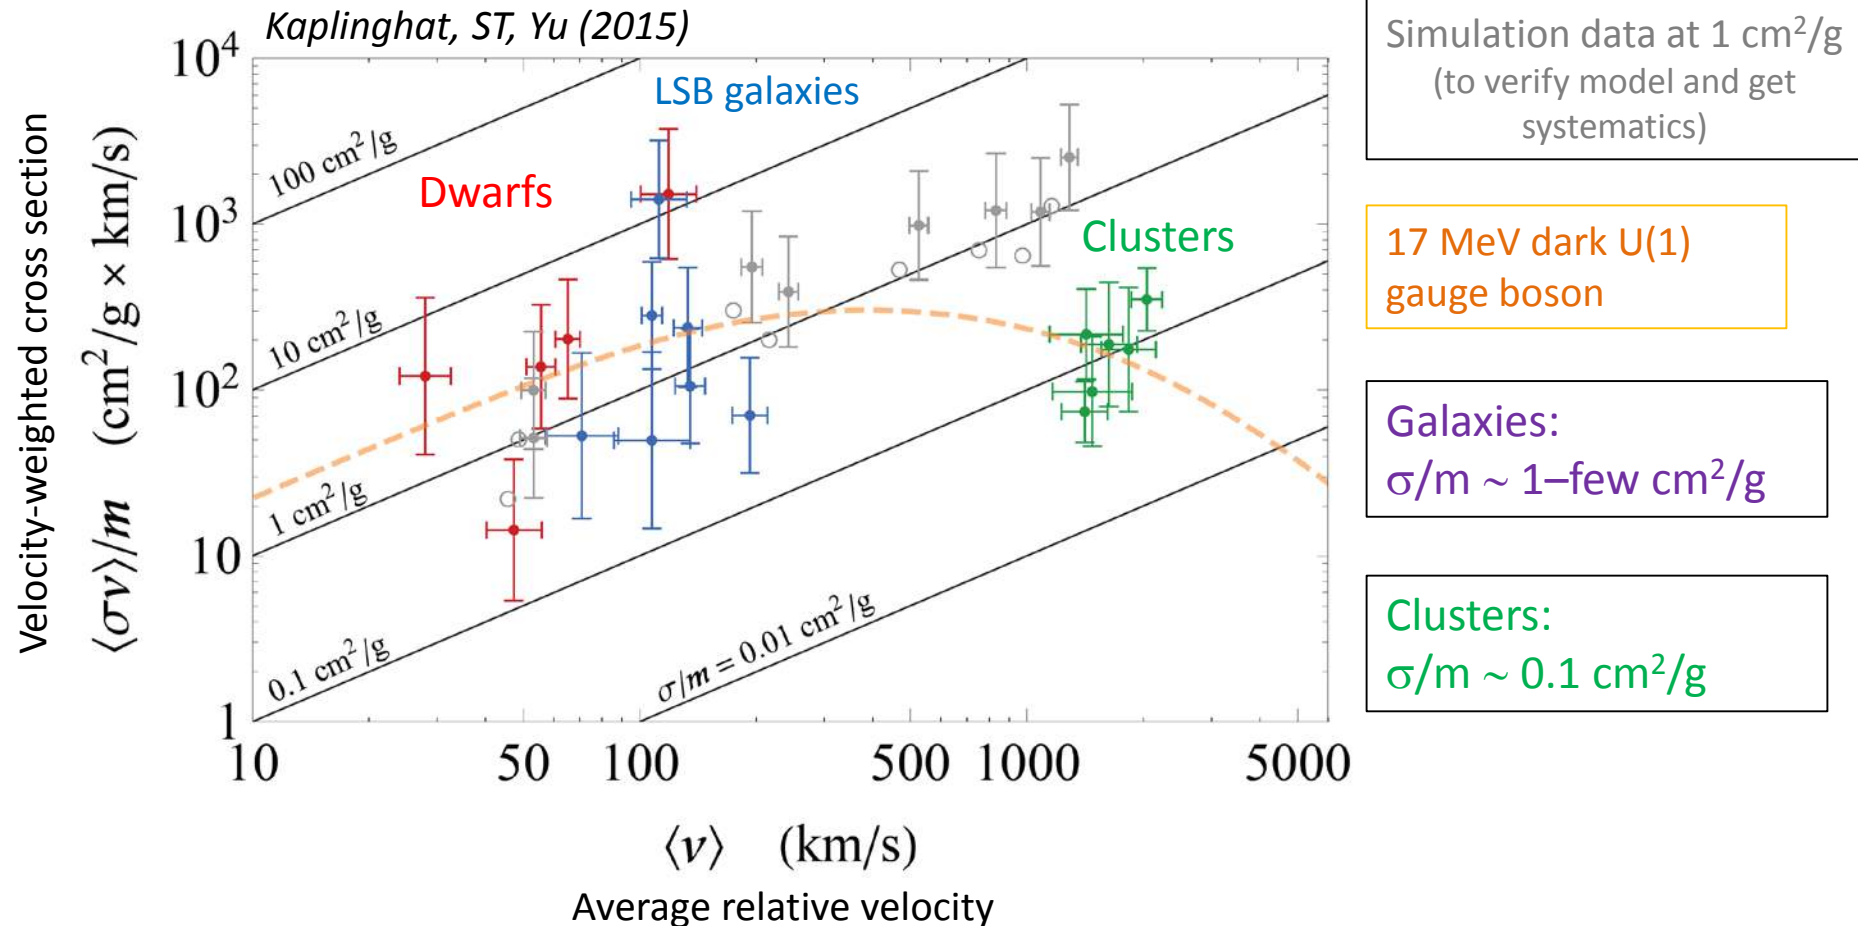 Kaplinghat, ST, Yu (2015)
Velocity-weighted cross section
⟨σv⟩/m (cm²/g × km/s)
10⁴
10³
10²
10
1
100 cm²/g
10 cm²/g
1 cm²/g
0.1 cm²/g
σ/m = 0.01 cm²/g
LSB galaxies
Dwarfs
Clusters
10 50 100 500 1000 5000
⟨v⟩ (km/s)
Average relative velocity
Simulation data at 1 cm²/g
(to verify model and get
systematics)
17 MeV dark U(1)
gauge boson
Galaxies:
σ/m ~ 1–few cm²/g
Clusters:
σ/m ~ 0.1 cm²/g